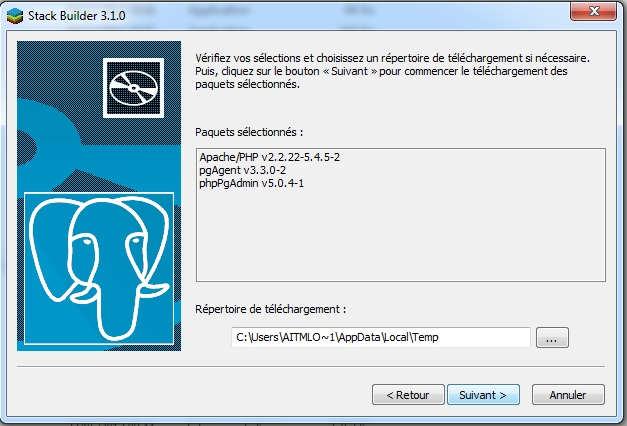 Stack Builder 3.1.0
Vérifiez vos sélections et choisissez un répertoire de téléchargement si nécessaire.
Puis, cliquez sur le bouton « Suivant » pour commencer le téléchargement des
paquets sélectionnés.
Paquets sélectionnés :
Apache/PHP v2.2.22-5.4.5-2
pgAgent v3.3.0-2
phpPgAdmin v5.0.4-1
Répertoire de téléchargement :
C:\Users\AITMLO~1\AppData\Local\Temp
...
< Retour
Suivant >
Annuler